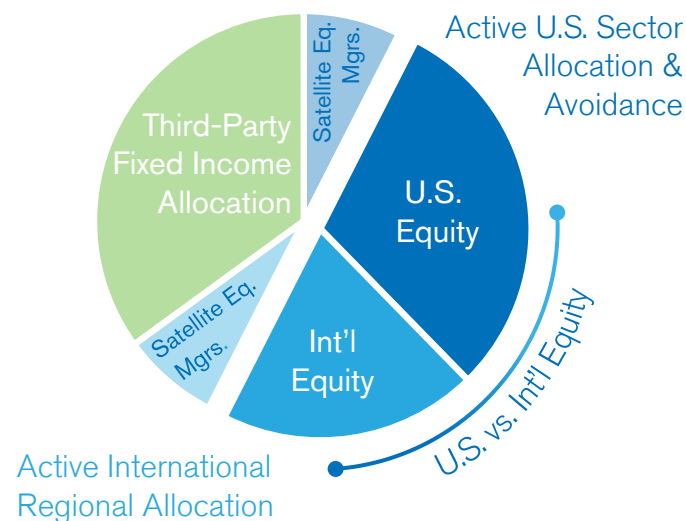 Active U.S. Sector
Allocation &
Avoidance
Satellite Eq.
Mgrs.
Third-Party
Fixed Income
Allocation
U.S.
Equity
Satellite Eq.
Mgrs.
Int'l
Equity
U.S. vs. Int'l Equity
Active International
Regional Allocation